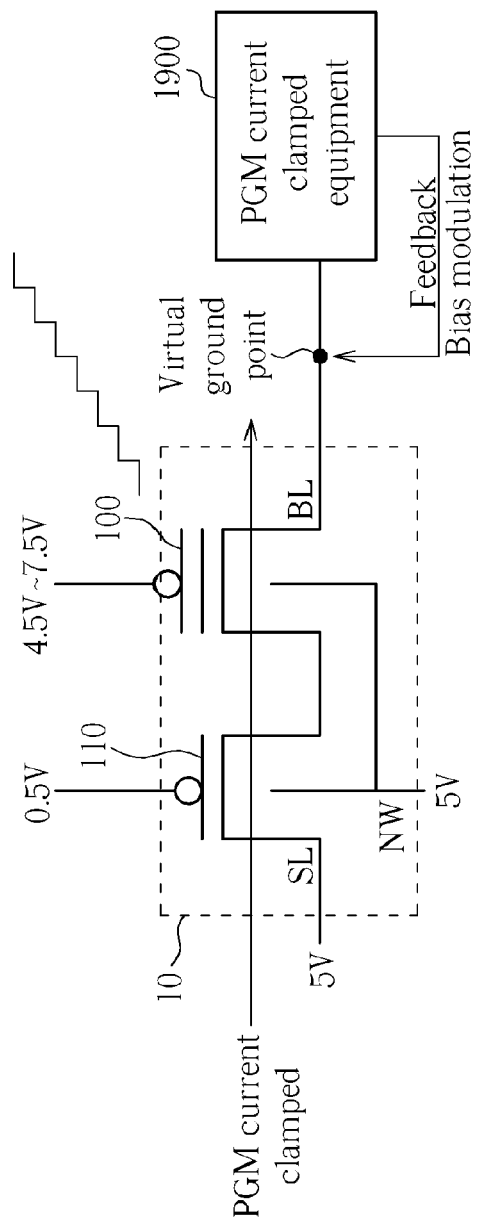 1900
PGM current
clamped
equipment
Feedback
Bias modulation
Virtual
ground
point
4.5V~7.5V
100
BL
0.5V
110
NW
5V
SL
5V
10
PGM current
clamped